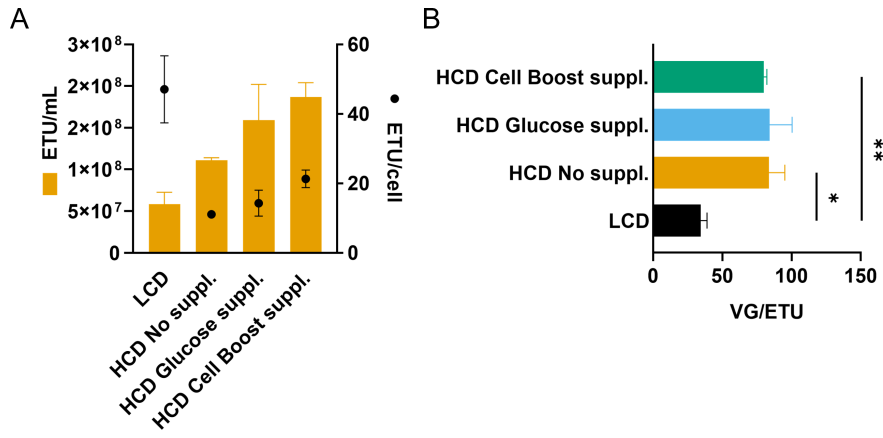 A
ETU/mL
3×10⁸
2×10⁸
2×10⁸
1×10⁸
5×10⁷
0
60
40
20
0
ETU/cell
LCD
HCD No suppl.
HCD Glucose suppl.
HCD Cell Boost suppl.
B
HCD Cell Boost suppl.
HCD Glucose suppl.
HCD No suppl.
LCD
*
**
0 50 100 150
VG/ETU